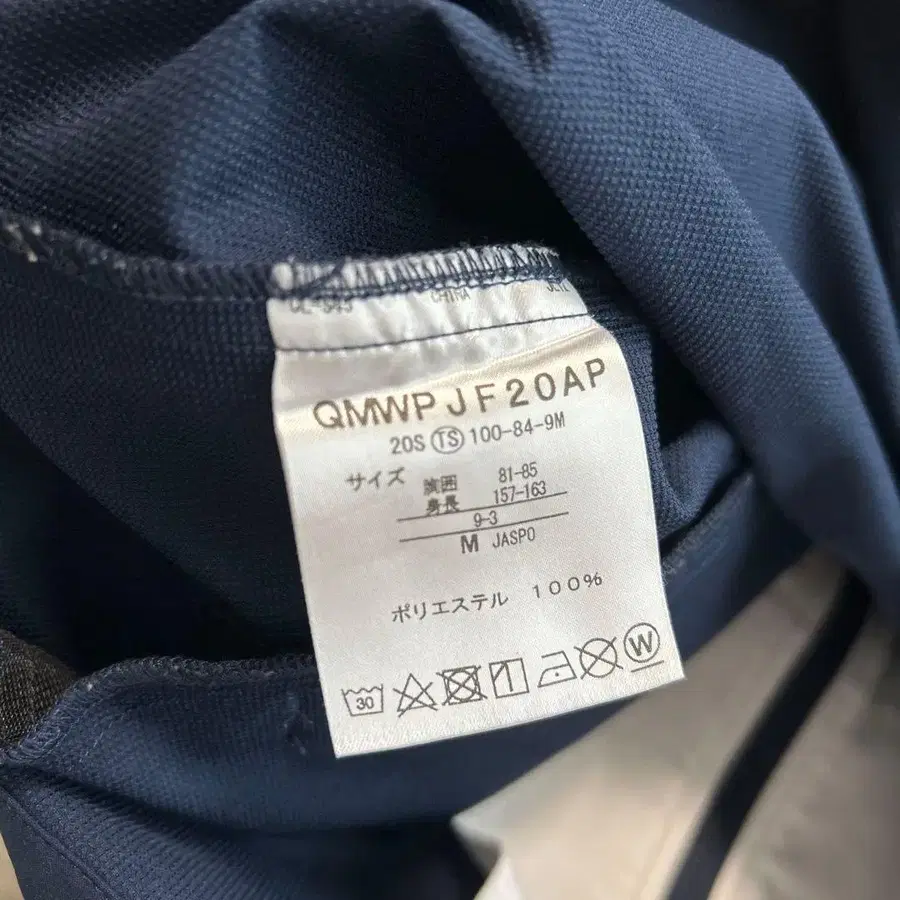 CHINA
QMWPJF20AP
20S TS 100-84-9M
サイズ 胸囲 81-85
身長 157-163
9-3
M JASPO
ポリエステル 100%
30
W